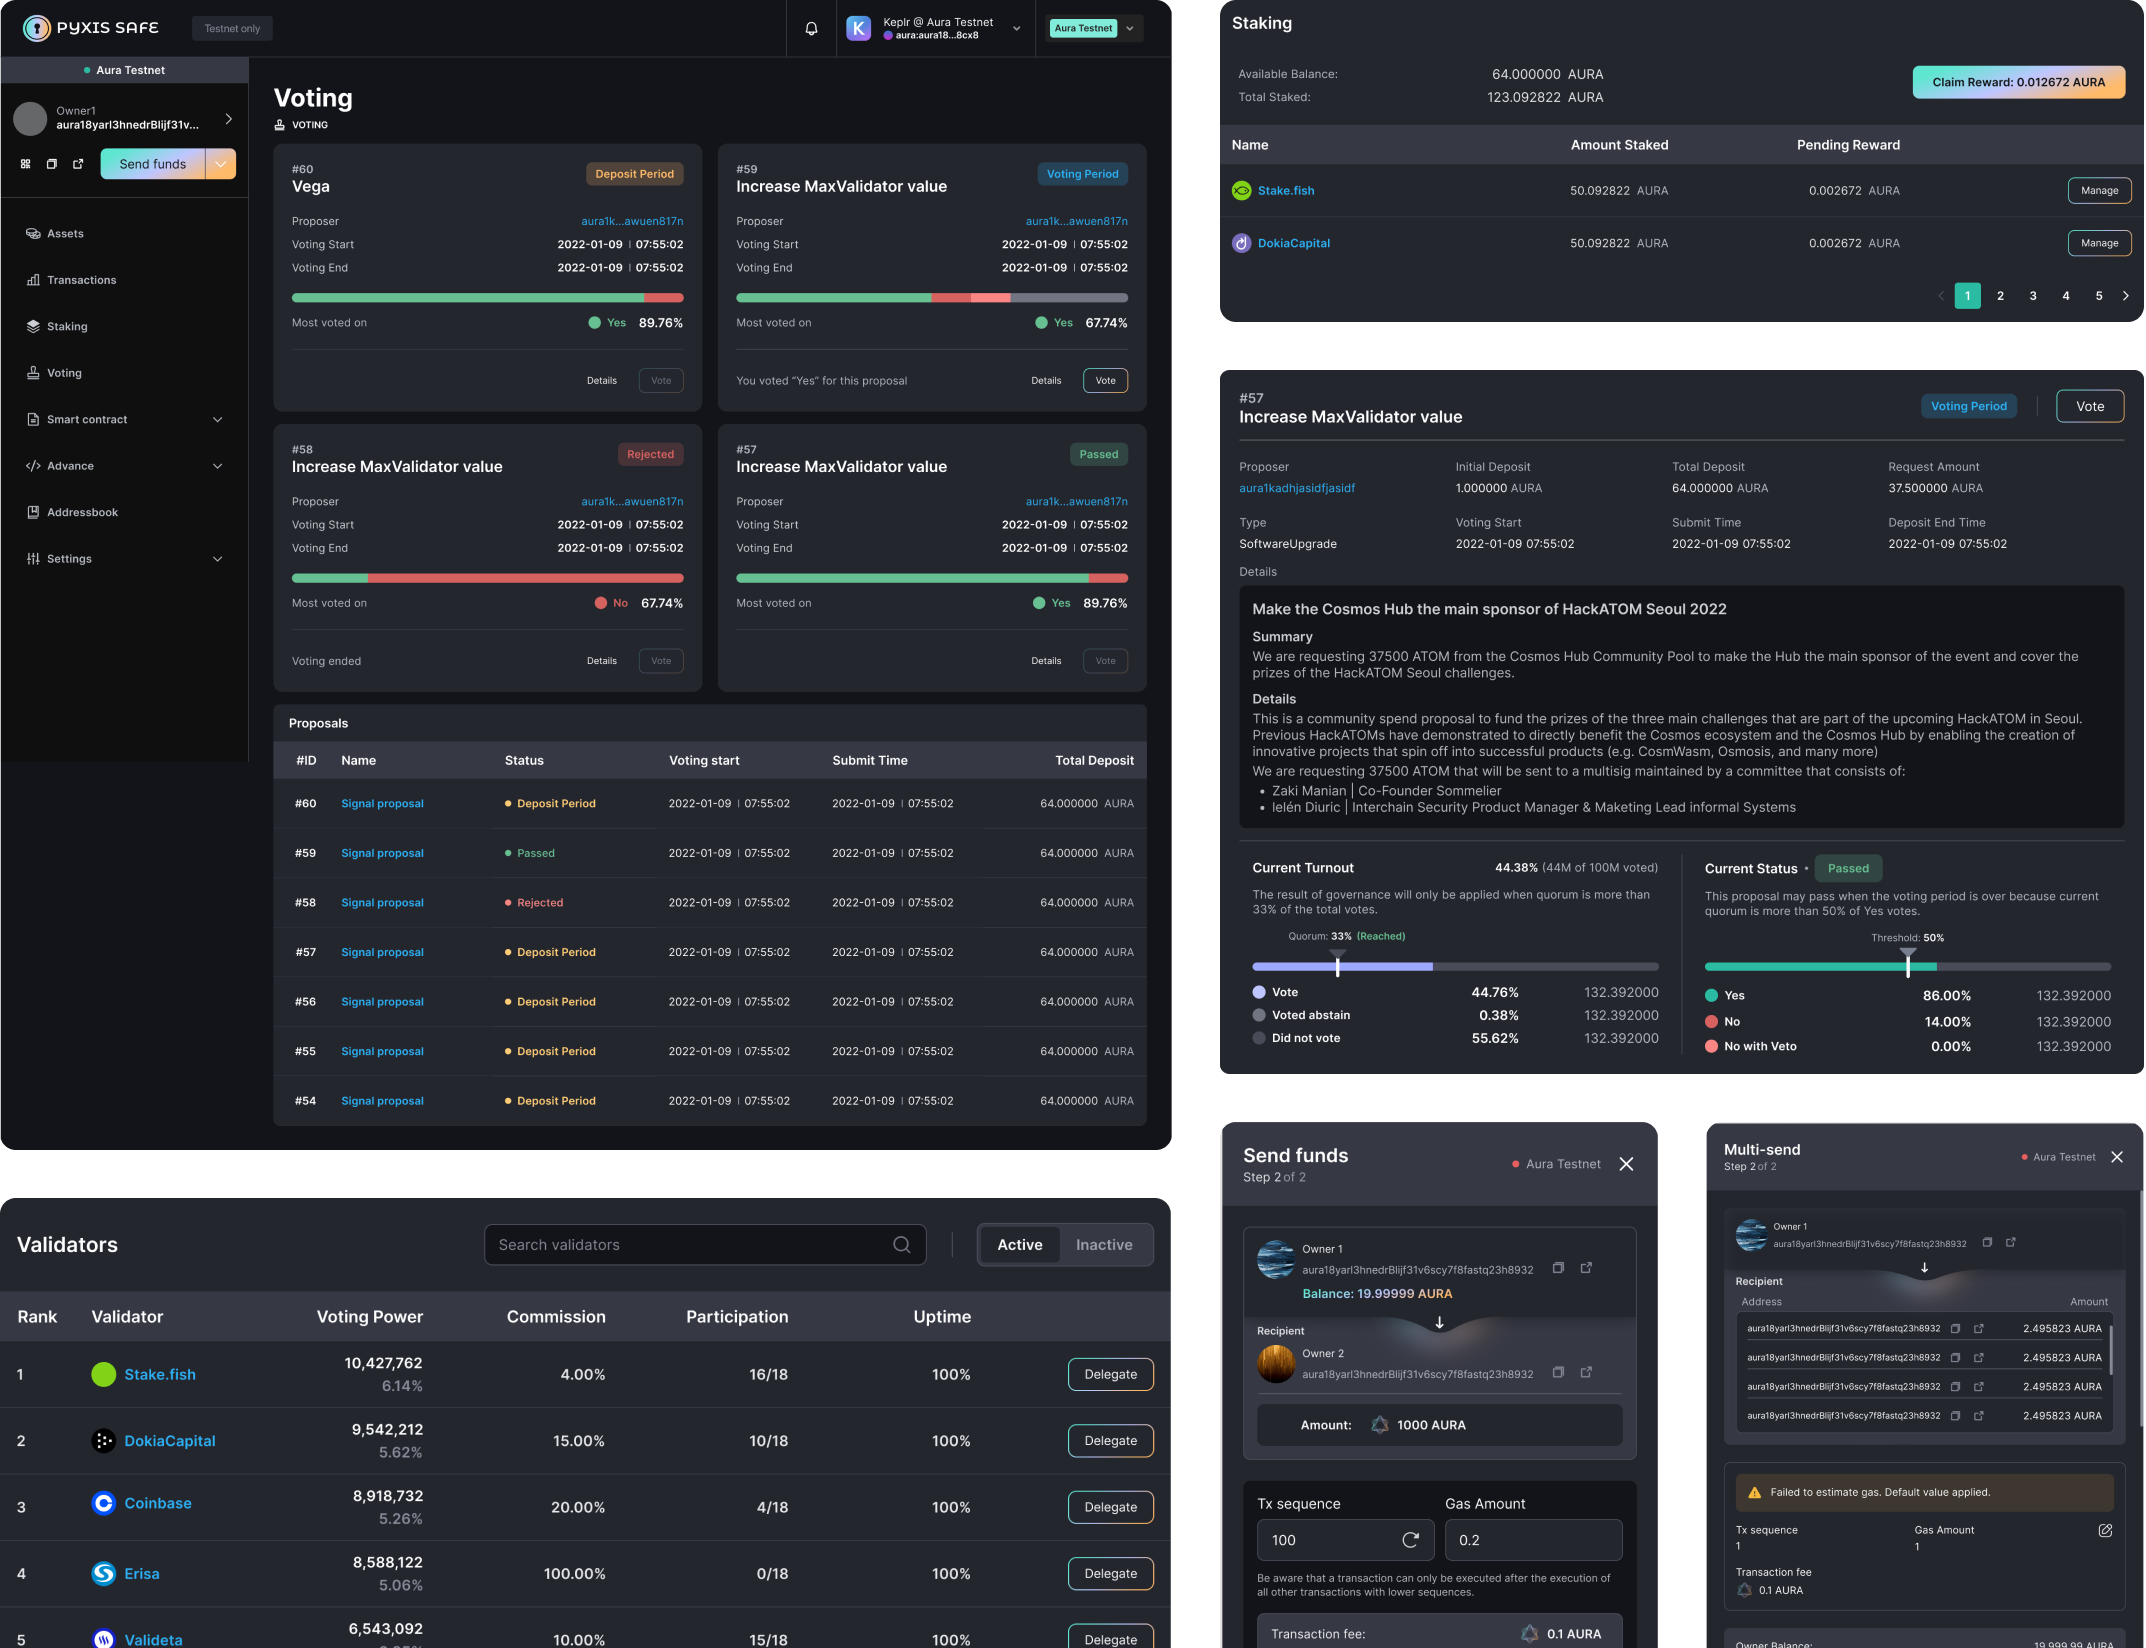 PYXIS SAFE
Testnet only
Keplr @ Aura Testnet
aura:aura18...8cx8
Aura Testnet
Aura Testnet
Owner1
aura18yarl3hnedrBlijf31v...
Send funds
Assets
Transactions
Staking
Voting
Smart contract
Advance
Addressbook
Settings
Voting
VOTING
#60
Vega
Deposit Period
Proposer aura1k...awuen817n
Voting Start 2022-01-09 | 07:55:02
Voting End 2022-01-09 | 07:55:02
Most voted on Yes 89.76%
Details Vote
#59
Increase MaxValidator value
Voting Period
Proposer aura1k...awuen817n
Voting Start 2022-01-09 | 07:55:02
Voting End 2022-01-09 | 07:55:02
Most voted on Yes 67.74%
You voted “Yes” for this proposal Details Vote
#58
Increase MaxValidator value
Rejected
Proposer aura1k...awuen817n
Voting Start 2022-01-09 | 07:55:02
Voting End 2022-01-09 | 07:55:02
Most voted on No 67.74%
Voting ended Details Vote
#57
Increase MaxValidator value
Passed
Proposer aura1k...awuen817n
Voting Start 2022-01-09 | 07:55:02
Voting End 2022-01-09 | 07:55:02
Most voted on Yes 89.76%
Details Vote
Proposals
#ID Name Status Voting start Submit Time Total Deposit
#60 Signal proposal Deposit Period 2022-01-09 | 07:55:02 2022-01-09 | 07:55:02 64.000000 AURA
#59 Signal proposal Passed 2022-01-09 | 07:55:02 2022-01-09 | 07:55:02 64.000000 AURA
#58 Signal proposal Rejected 2022-01-09 | 07:55:02 2022-01-09 | 07:55:02 64.000000 AURA
#57 Signal proposal Deposit Period 2022-01-09 | 07:55:02 2022-01-09 | 07:55:02 64.000000 AURA
#56 Signal proposal Deposit Period 2022-01-09 | 07:55:02 2022-01-09 | 07:55:02 64.000000 AURA
#55 Signal proposal Deposit Period 2022-01-09 | 07:55:02 2022-01-09 | 07:55:02 64.000000 AURA
#54 Signal proposal Deposit Period 2022-01-09 | 07:55:02 2022-01-09 | 07:55:02 64.000000 AURA
Validators
Search validators
Active Inactive
Rank Validator Voting Power Commission Participation Uptime
1 Stake.fish 10,427,762 4.00% 16/18 100% Delegate
6.14%
2 DokiaCapital 9,542,212 15.00% 10/18 100% Delegate
5.62%
3 Coinbase 8,918,732 20.00% 4/18 100% Delegate
5.26%
4 Erisa 8,588,122 100.00% 0/18 100% Delegate
5.06%
5 Valideta 6,543,092 10.00% 15/18 100% Delegate
Staking
Available Balance: 64.000000 AURA
Total Staked: 123.092822 AURA
Claim Reward: 0.012672 AURA
Name Amount Staked Pending Reward
Stake.fish 50.092822 AURA 0.002672 AURA Manage
DokiaCapital 50.092822 AURA 0.002672 AURA Manage
1 2 3 4 5
#57
Increase MaxValidator value
Voting Period
Vote
Proposer Initial Deposit Total Deposit Request Amount
aura1kadhjasidfjasidf 1.000000 AURA 64.000000 AURA 37.500000 AURA
Type Voting Start Submit Time Deposit End Time
SoftwareUpgrade 2022-01-09 07:55:02 2022-01-09 07:55:02 2022-01-09 07:55:02
Details
Make the Cosmos Hub the main sponsor of HackATOM Seoul 2022
Summary
We are requesting 37500 ATOM from the Cosmos Hub Community Pool to make the Hub the main sponsor of the event and cover the
prizes of the HackATOM Seoul challenges.
Details
This is a community spend proposal to fund the prizes of the three main challenges that are part of the upcoming HackATOM in Seoul.
Previous HackATOMs have demonstrated to directly benefit the Cosmos ecosystem and the Cosmos Hub by enabling the creation of
innovative projects that spin off into successful products (e.g. CosmWasm, Osmosis, and many more)
We are requesting 37500 ATOM that will be sent to a multisig maintained by a committee that consists of:
• Zaki Manian | Co-Founder Sommelier
• Ielén Diuric | Interchain Security Product Manager & Maketing Lead informal Systems
Current Turnout 44.38% (44M of 100M voted)
The result of governance will only be applied when quorum is more than
33% of the total votes.
Quorum: 33% (Reached)
Vote 44.76% 132.392000
Voted abstain 0.38% 132.392000
Did not vote 55.62% 132.392000
Current Status • Passed
This proposal may pass when the voting period is over because current
quorum is more than 50% of Yes votes.
Threshold: 50%
Yes 86.00% 132.392000
No 14.00% 132.392000
No with Veto 0.00% 132.392000
Send funds
Step 2 of 2
Aura Testnet
Owner 1
aura18yarl3hnedrBlijf31v6scy7f8fastq23h8932
Balance: 19.99999 AURA
Recipient
Owner 2
aura18yarl3hnedrBlijf31v6scy7f8fastq23h8932
Amount: 1000 AURA
Tx sequence Gas Amount
100 0.2
Be aware that a transaction can only be executed after the execution of
all other transactions with lower sequences.
Transaction fee: 0.1 AURA
Multi-send
Step 2 of 2
Aura Testnet
Owner 1
aura18yarl3hnedrBlijf31v6scy7f8fastq23h8932
Recipient
Address Amount
aura18yarl3hnedrBlijf31v6scy7f8fastq23h8932 2.495823 AURA
aura18yarl3hnedrBlijf31v6scy7f8fastq23h8932 2.495823 AURA
aura18yarl3hnedrBlijf31v6scy7f8fastq23h8932 2.495823 AURA
aura18yarl3hnedrBlijf31v6scy7f8fastq23h8932 2.495823 AURA
Failed to estimate gas. Default value applied.
Tx sequence Gas Amount
1 1
Transaction fee
0.1 AURA
Owner Balance: 19,999.99 AURA